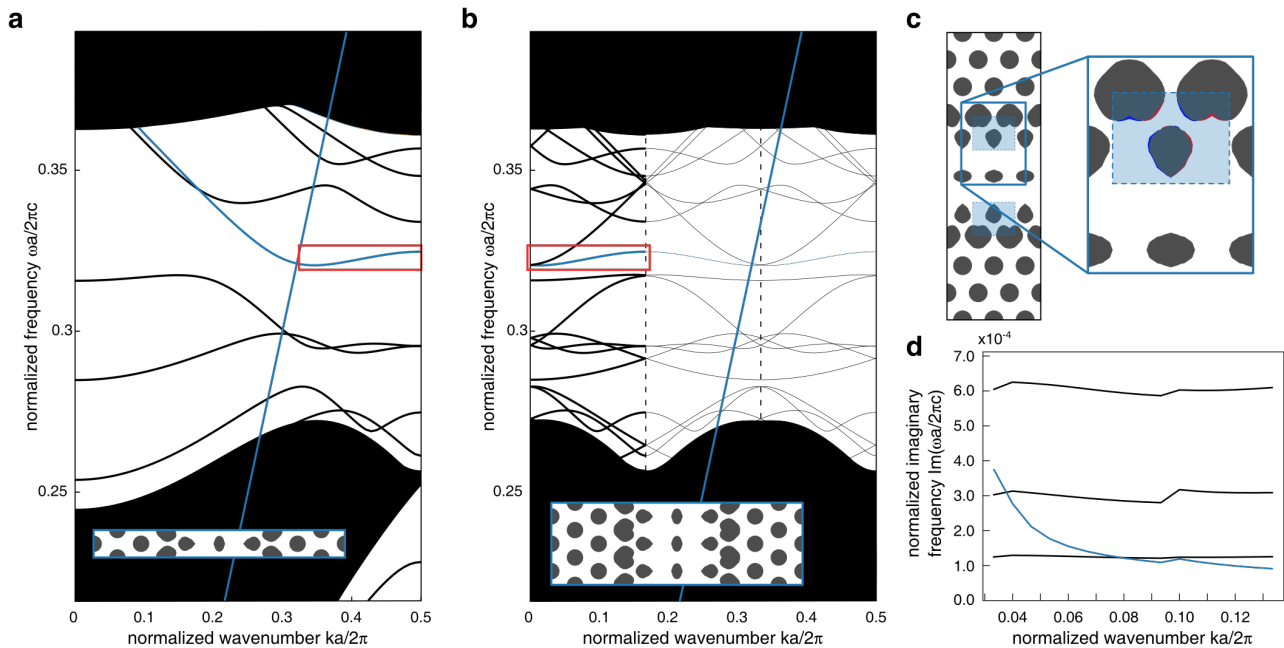 a
normalized frequency ωa/2πc
0.35
0.3
0.25
0
0.1
0.2
0.3
0.4
0.5
normalized wavenumber ka/2π
b
normalized frequency ωa/2πc
0.35
0.3
0.25
0
0.1
0.2
0.3
0.4
0.5
normalized wavenumber ka/2π
c
d
x10⁻⁴
normalized imaginary
frequency Im(ωa/2πc)
7.0
6.0
4.0
3.0
1.0
0.0
0.04
0.06
0.08
0.10
0.12
normalized wavenumber ka/2π